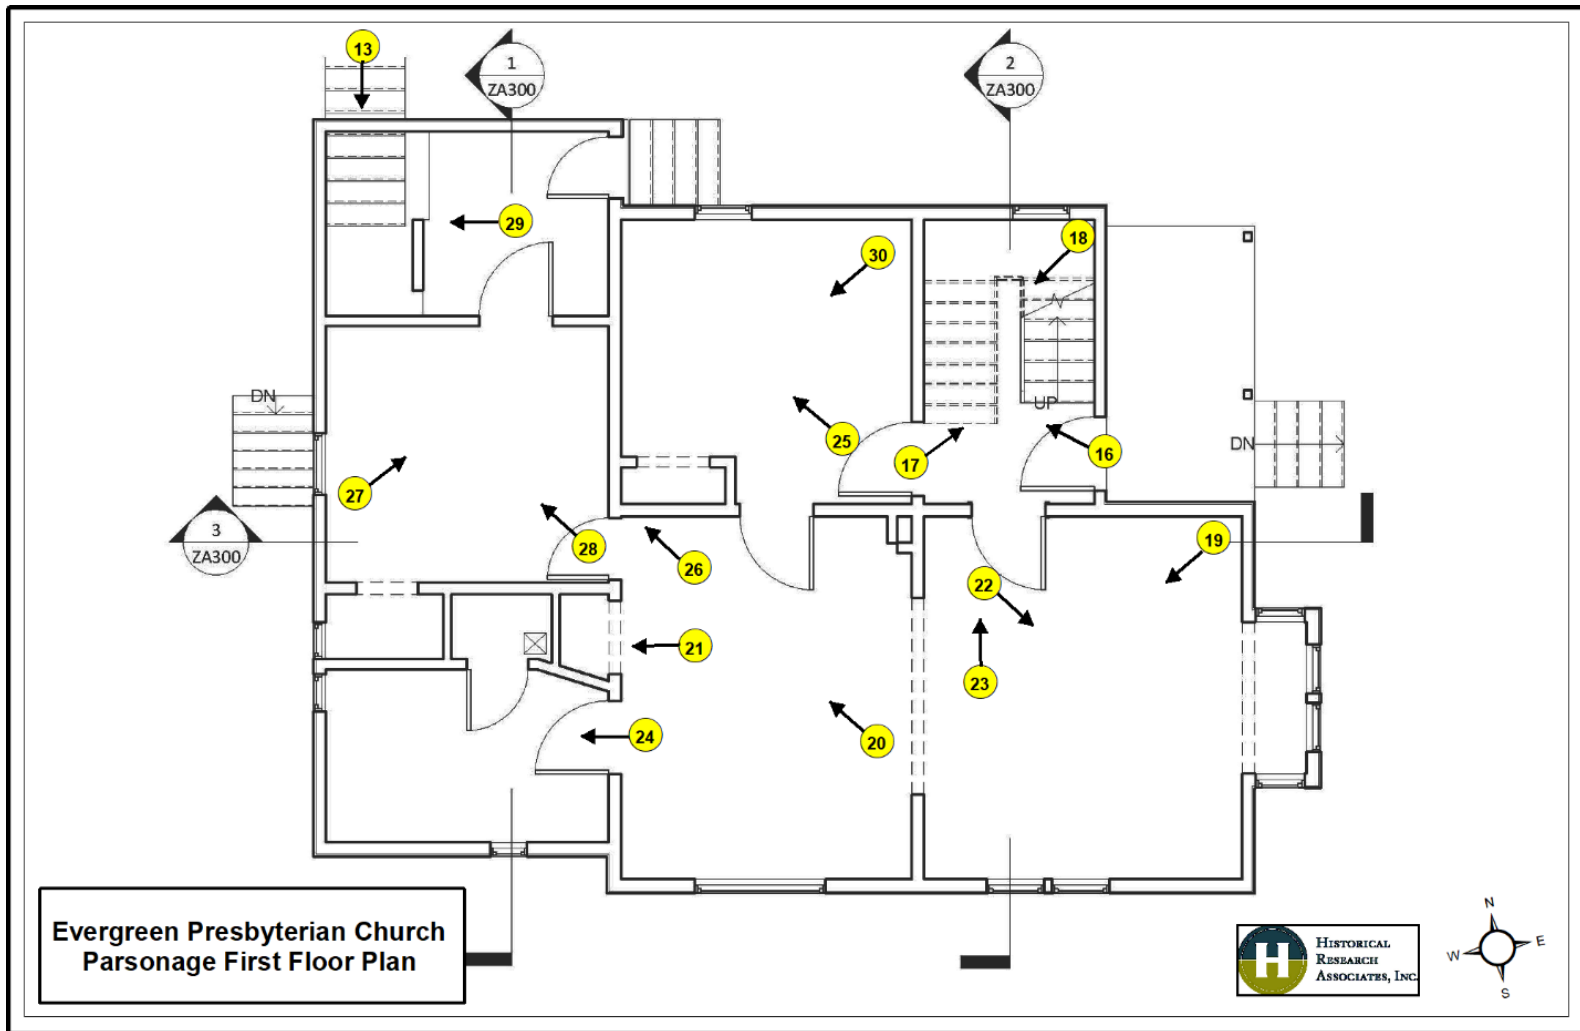 13
1
ZA300
2
ZA300
29
18
30
DN
UP
25
16
17
DN
27
3
ZA300
28
26
19
22
21
23
24
20
Evergreen Presbyterian Church
Parsonage First Floor Plan
H
HISTORICAL
RESEARCH
ASSOCIATES, INC.
N
W
E
S